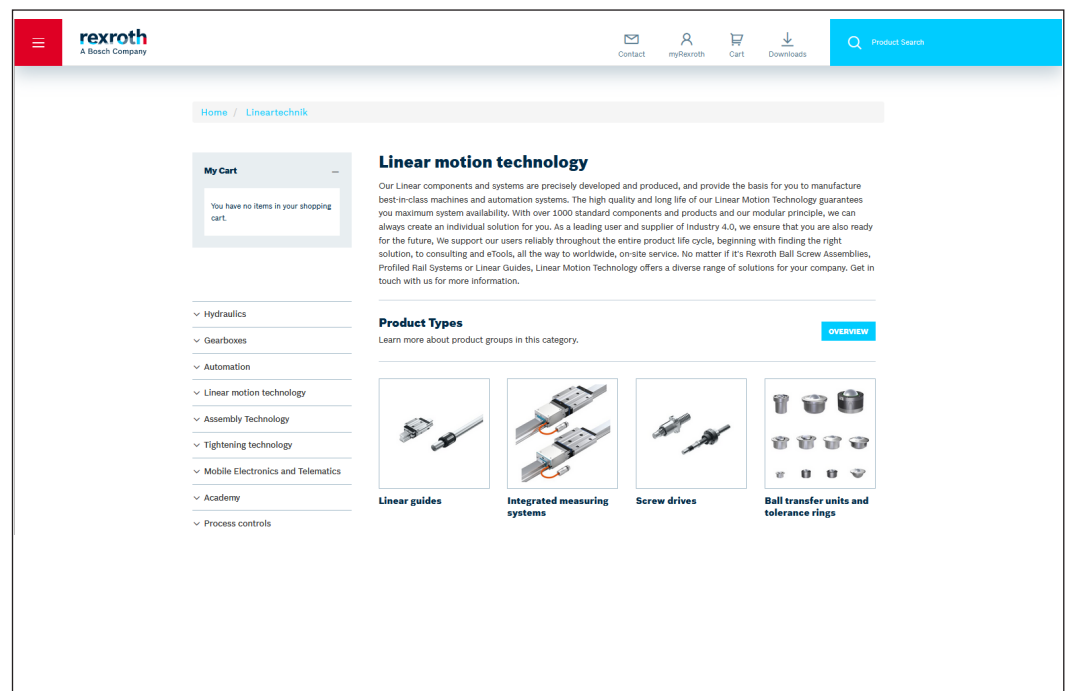 rexroth
A Bosch Company
Contact
myRexroth
Cart
Downloads
Product Search
Home / Lineartechnik
My Cart
You have no items in your shopping
cart.
Hydraulics
Gearboxes
Automation
Linear motion technology
Assembly Technology
Tightening technology
Mobile Electronics and Telematics
Academy
Process controls
Linear motion technology
Our Linear components and systems are precisely developed and produced, and provide the basis for you to manufacture
best-in-class machines and automation systems. The high quality and long life of our Linear Motion Technology guarantees
you maximum system availability. With over 1000 standard components and products and our modular principle, we can
always create an individual solution for you. As a leading user and supplier of Industry 4.0, we ensure that you are also ready
for the future, We support our users reliably throughout the entire product life cycle, beginning with finding the right
solution, to consulting and eTools, all the way to worldwide, on-site service. No matter if it's Rexroth Ball Screw Assemblies,
Profiled Rail Systems or Linear Guides, Linear Motion Technology offers a diverse range of solutions for your company. Get in
touch with us for more information.
Product Types
Learn more about product groups in this category.
OVERVIEW
Linear guides
Integrated measuring
systems
Screw drives
Ball transfer units and
tolerance rings